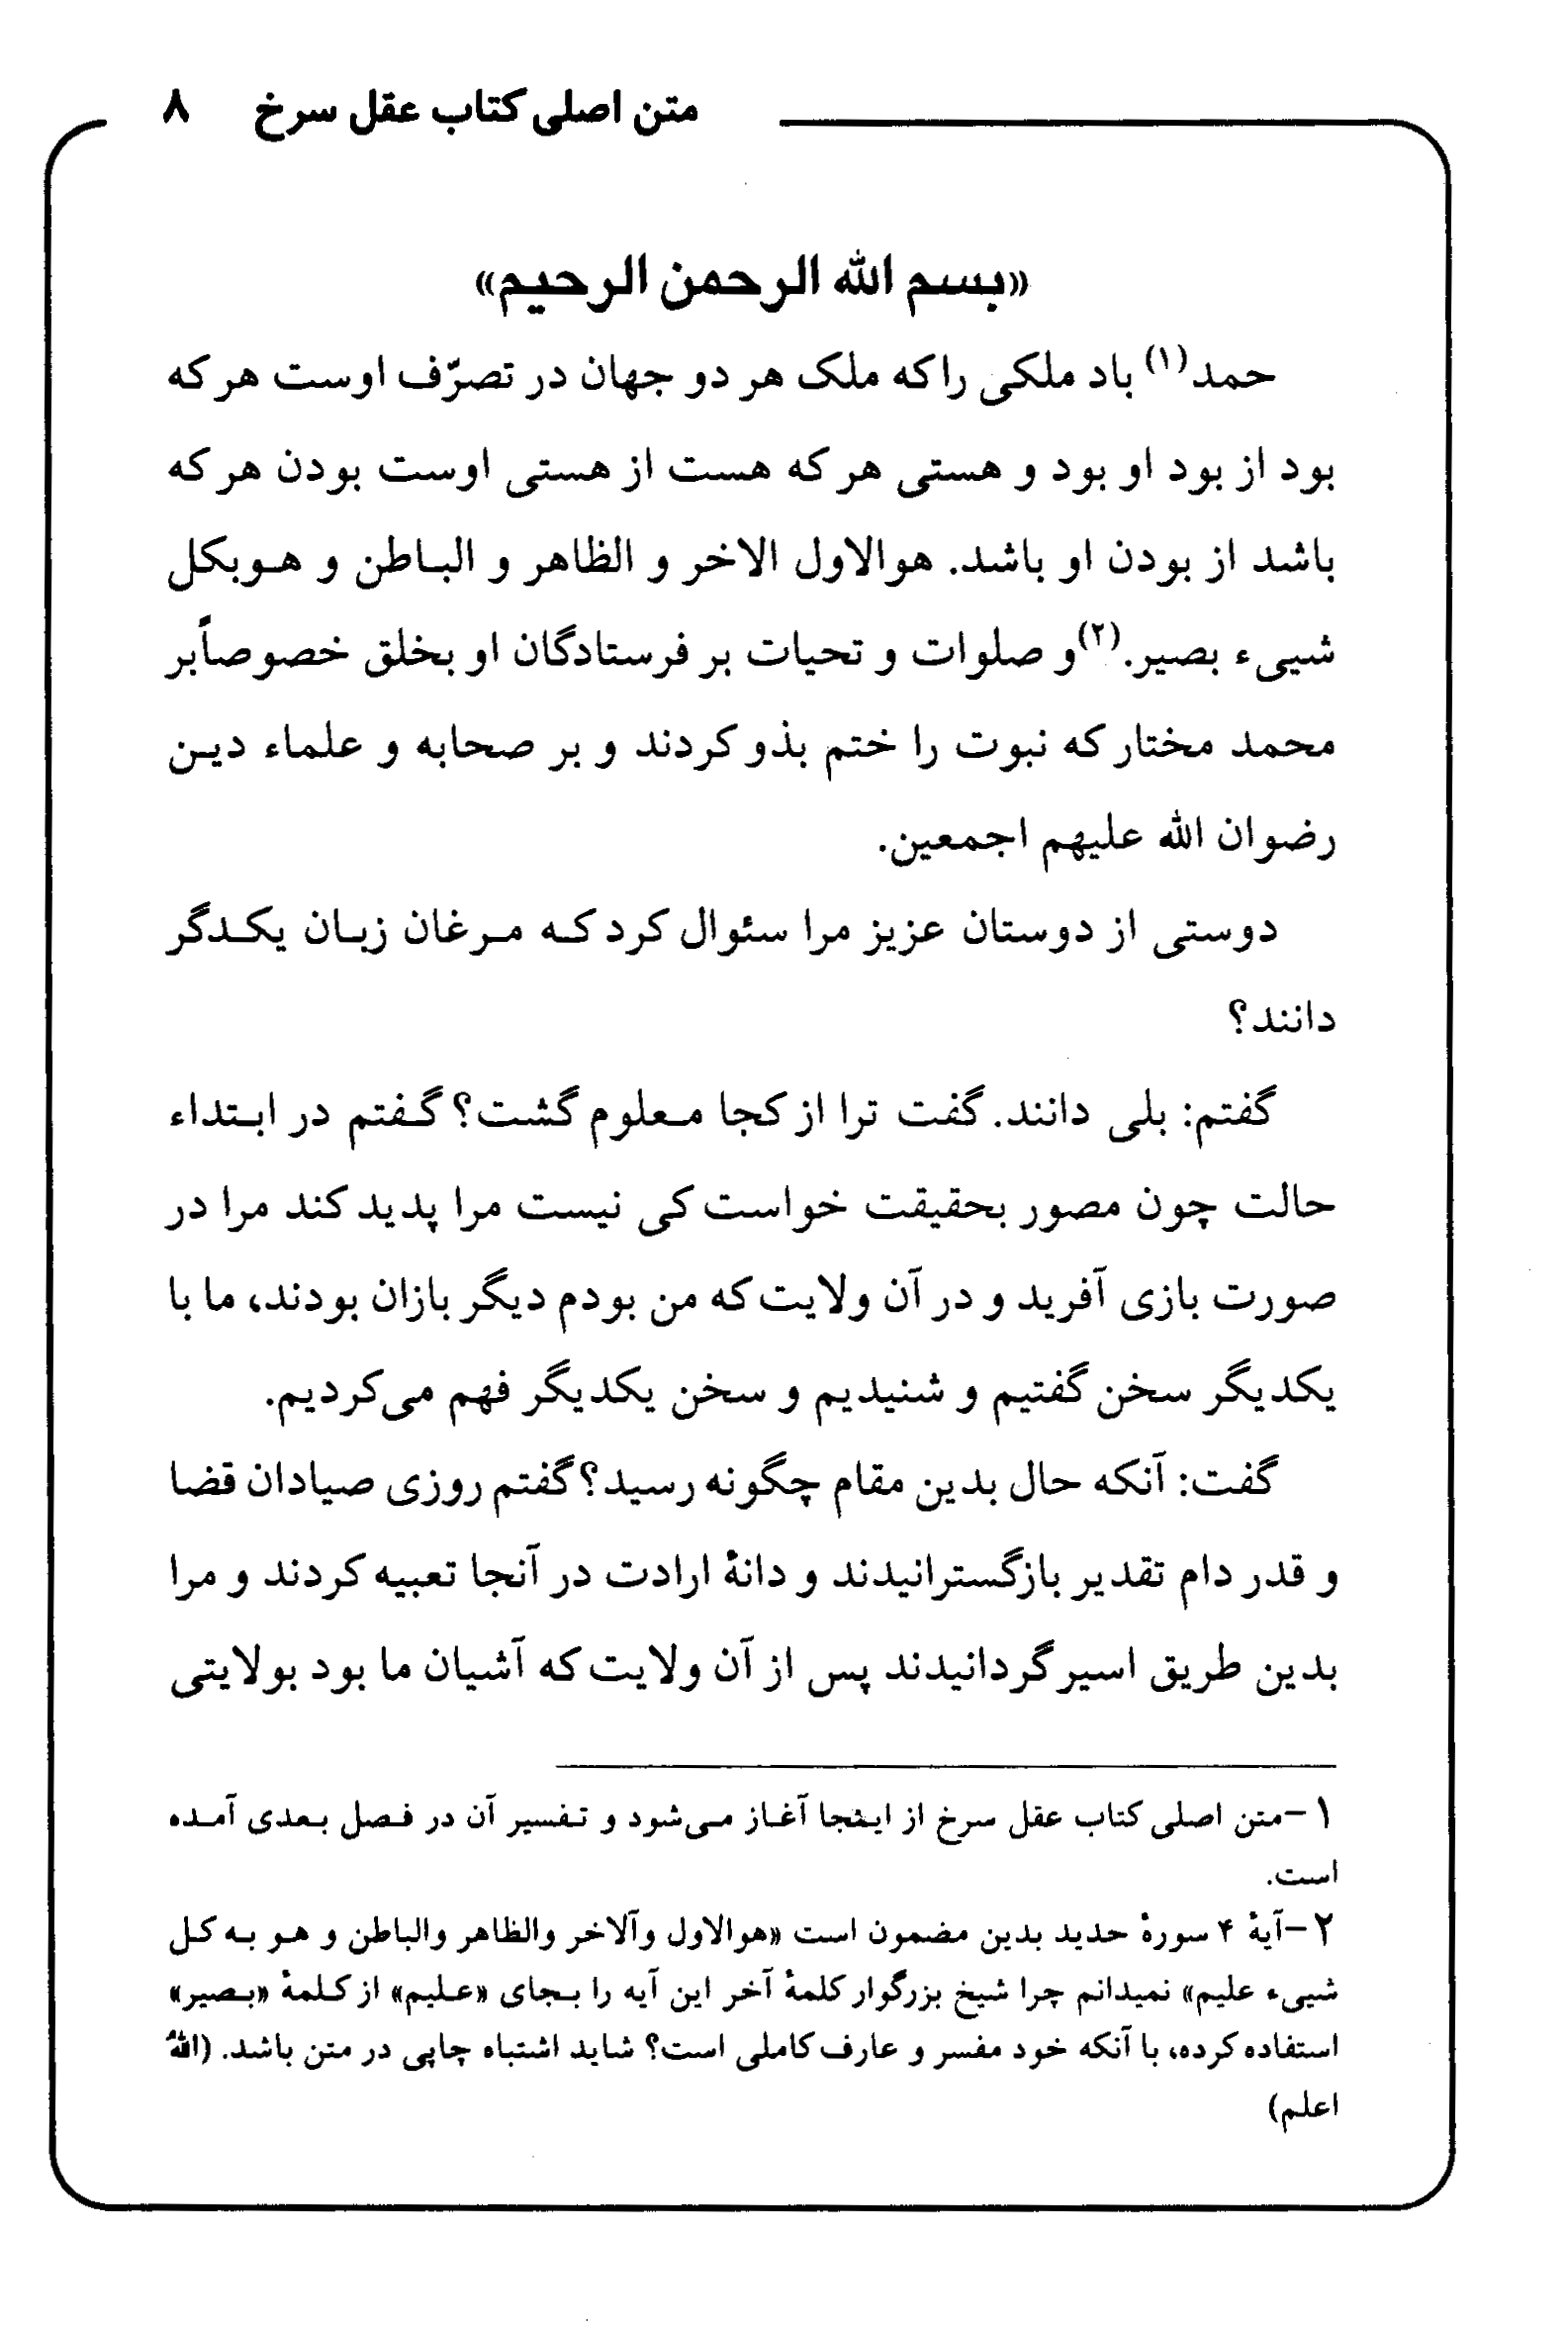 متن اصلی کتاب عقل سرخ ۸
«بسم الله الرحمن الرحیم»
حمد(۱) باد ملکی را که ملک هر دو جهان در تصرّف اوست هر که
بود از بود او بود و هستی هر که هست از هستی اوست بودن هر که
باشد از بودن او باشد. هوالاول الاخر و الظاهر و الباطن و هوبکل
شییء بصیر.(۲) و صلوات و تحیات بر فرستادگان او بخلق خصوصاً بر
محمد مختار که نبوت را ختم بذو کردند و بر صحابه و علماء دین
رضوان الله علیهم اجمعین.
دوستی از دوستان عزیز مرا سئوال کرد که مرغان زبان یکدگر
دانند؟
گفتم: بلی دانند. گفت ترا از کجا معلوم گشت؟ گفتم در ابتداء
حالت چون مصور بحقیقت خواست کی نیست مرا پدید کند مرا در
صورت بازی آفرید و در آن ولایت که من بودم دیگر بازان بودند، ما با
یکدیگر سخن گفتیم و شنیدیم و سخن یکدیگر فهم می‌کردیم.
گفت: آنکه حال بدین مقام چگونه رسید؟ گفتم روزی صیادان قضا
و قدر دام تقدیر بازگسترانیدند و دانهٔ ارادت در آنجا تعبیه کردند و مرا
بدین طریق اسیر گردانیدند پس از آن ولایت که آشیان ما بود بولایتی
۱-متن اصلی کتاب عقل سرخ از اینجا آغاز می‌شود و تفسیر آن در فصل بعدی آمده
است.
۲-آیهٔ ۴ سورهٔ حدید بدین مضمون است «هوالاول وآلاخر والظاهر والباطن و هو به کل
شییء علیم» نمیدانم چرا شیخ بزرگوار کلمهٔ آخر این آیه را بجای «علیم» از کلمهٔ «بصیر»
استفاده کرده، با آنکه خود مفسر و عارف کاملی است؟ شاید اشتباه چاپی در متن باشد. (اللهُ
اعلم)